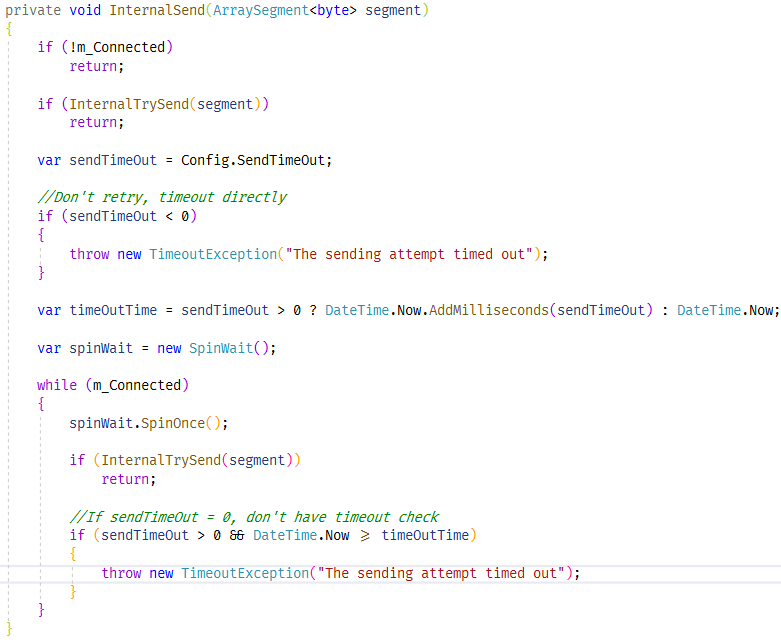 private void InternalSend(ArraySegment<byte> segment)
{
    if (!m_Connected)
        return;

    if (InternalTrySend(segment))
        return;

    var sendTimeOut = Config.SendTimeOut;

    //Don't retry, timeout directly
    if (sendTimeOut < 0)
    {
        throw new TimeoutException("The sending attempt timed out");
    }

    var timeOutTime = sendTimeOut > 0 ? DateTime.Now.AddMilliseconds(sendTimeOut) : DateTime.Now;

    var spinWait = new SpinWait();

    while (m_Connected)
    {
        spinWait.SpinOnce();

        if (InternalTrySend(segment))
            return;

        //If sendTimeOut = 0, don't have timeout check
        if (sendTimeOut > 0 && DateTime.Now >= timeOutTime)
        {
            throw new TimeoutException("The sending attempt timed out");
        }
    }
}